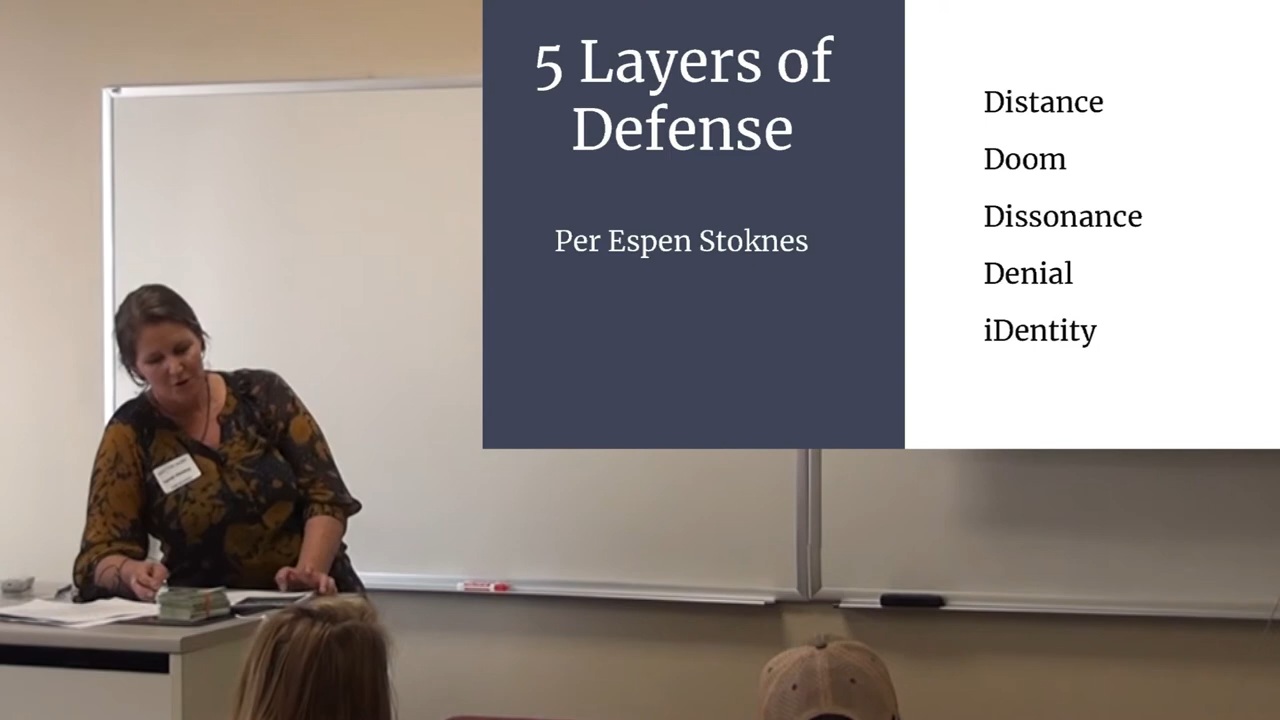 5 Layers of
Defense
Per Espen Stoknes
Distance
Doom
Dissonance
Denial
iDentity